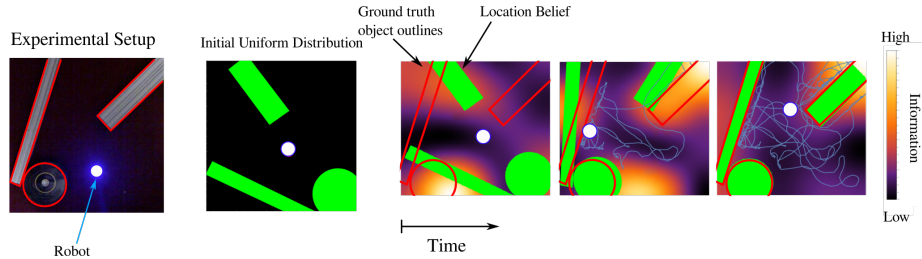 Experimental Setup
Robot
Initial Uniform Distribution
Ground truth
object outlines
Location Belief
Time
High
Information
Low